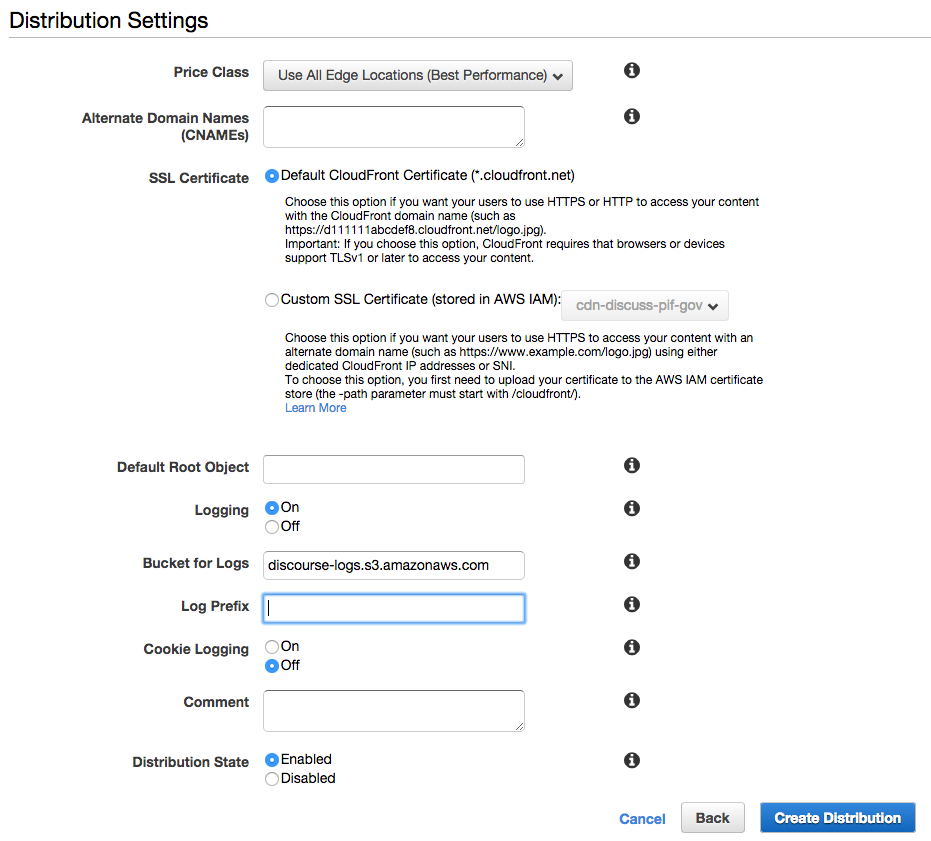 Distribution Settings
Price Class
Use All Edge Locations (Best Performance)
Alternate Domain Names
(CNAMEs)
SSL Certificate
Default CloudFront Certificate (*.cloudfront.net)
Choose this option if you want your users to use HTTPS or HTTP to access your content
with the CloudFront domain name (such as
https://d111111abcdef8.cloudfront.net/logo.jpg).
Important: If you choose this option, CloudFront requires that browsers or devices
support TLSv1 or later to access your content.
Custom SSL Certificate (stored in AWS IAM):
cdn-discuss-pif-gov
Choose this option if you want your users to use HTTPS to access your content with an
alternate domain name (such as https://www.example.com/logo.jpg) using either
dedicated CloudFront IP addresses or SNI.
To choose this option, you first need to upload your certificate to the AWS IAM certificate
store (the -path parameter must start with /cloudfront/).
Learn More
Default Root Object
Logging
On
Off
Bucket for Logs
discourse-logs.s3.amazonaws.com
Log Prefix
Cookie Logging
On
Off
Comment
Distribution State
Enabled
Disabled
Cancel
Back
Create Distribution